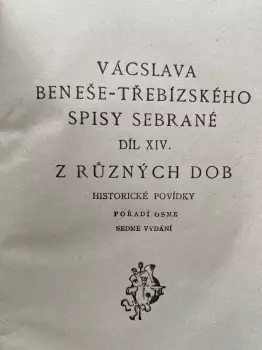 VÁCSLAVA
BENEŠE-TŘEBÍZSKÉHO
SPISY SEBRANÉ
DÍL XIV.
Z RŮZNÝCH DOB
HISTORICKÉ POVÍDKY
POŘADÍ OSMÉ
SEDMÉ VYDÁNÍ